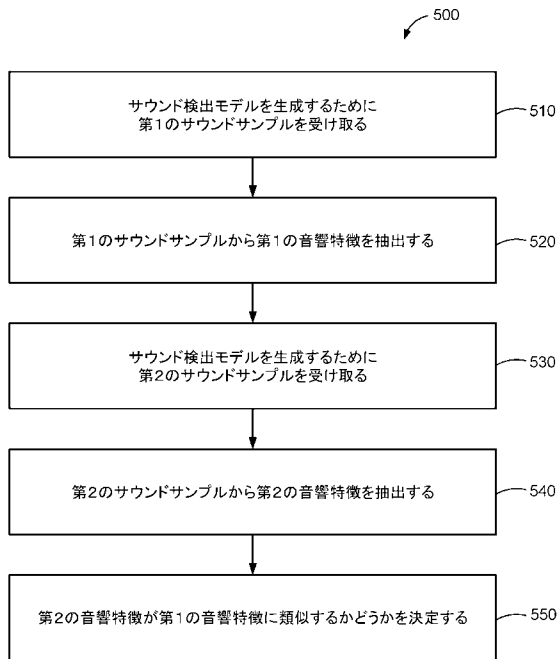 500
サウンド検出モデルを生成するために
第1のサウンドサンプルを受け取る
510
第1のサウンドサンプルから第1の音響特徴を抽出する
520
サウンド検出モデルを生成するために
第2のサウンドサンプルを受け取る
530
第2のサウンドサンプルから第2の音響特徴を抽出する
540
第2の音響特徴が第1の音響特徴に類似するかどうかを決定する
550